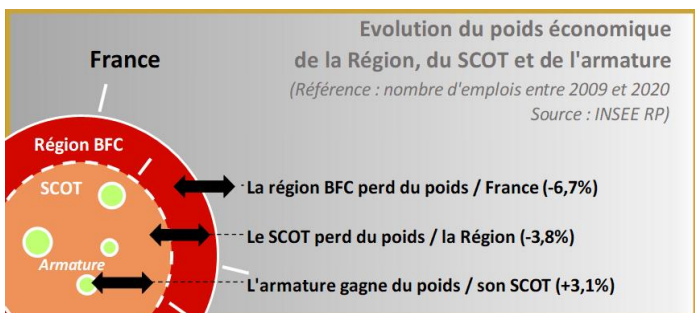 Evolution du poids économique
de la Région, du SCOT et de l'armature
(Référence : nombre d'emplois entre 2009 et 2020
Source : INSEE RP)
France
Région BFC
SCOT
Armature
La région BFC perd du poids / France (-6,7%)
Le SCOT perd du poids / la Région (-3,8%)
L'armature gagne du poids / son SCOT (+3,1%)